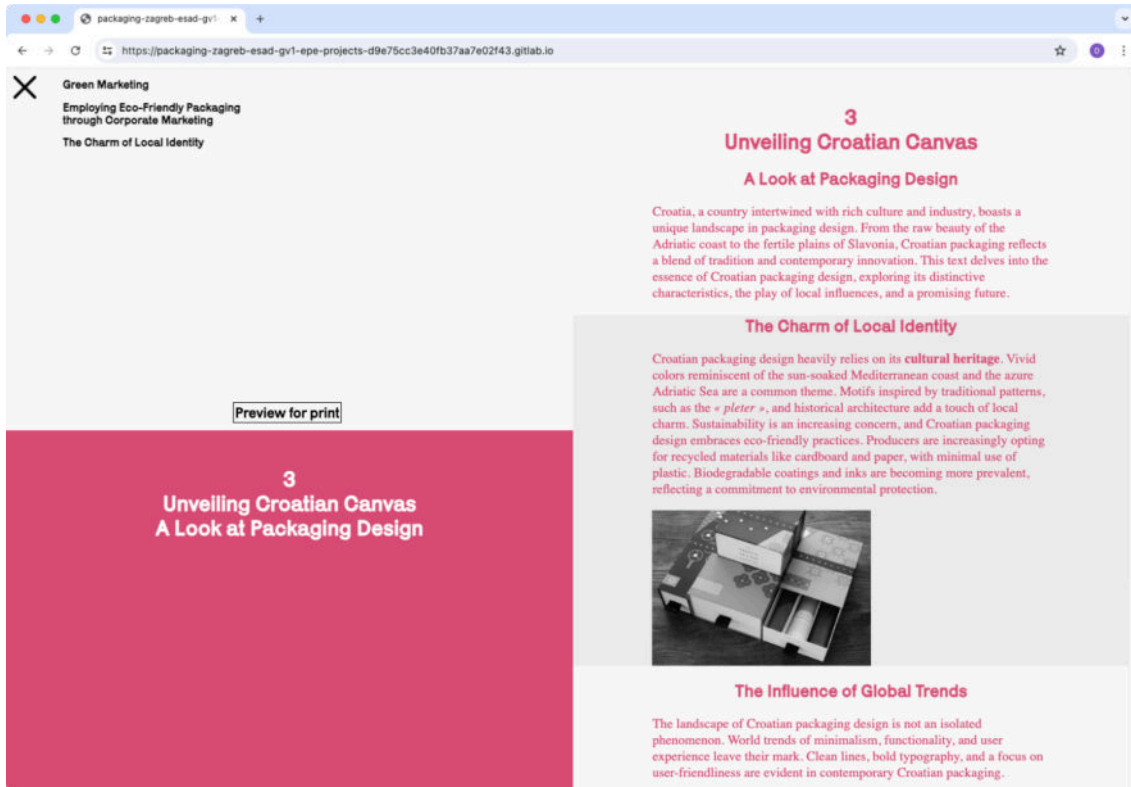 packaging-zagreb-esad-gv1-
https://packaging-zagreb-esad-gv1-epe-projects-d9e75cc3e40fb37aa7e02f43.gitlab.io
D
Green Marketing
Employing Eco-Friendly Packaging
through Corporate Marketing
The Charm of Local Identity
Preview for print
3
Unveiling Croatian Canvas
A Look at Packaging Design
3
Unveiling Croatian Canvas
A Look at Packaging Design
Croatia, a country intertwined with rich culture and industry, boasts a
unique landscape in packaging design. From the raw beauty of the
Adriatic coast to the fertile plains of Slavonia, Croatian packaging reflects
a blend of tradition and contemporary innovation. This text delves into the
essence of Croatian packaging design, exploring its distinctive
characteristics, the play of local influences, and a promising future.
The Charm of Local Identity
Croatian packaging design heavily relies on its cultural heritage. Vivid
colors reminiscent of the sun-soaked Mediterranean coast and the azure
Adriatic Sea are a common theme. Motifs inspired by traditional patterns,
such as the « pleter », and historical architecture add a touch of local
charm. Sustainability is an increasing concern, and Croatian packaging
design embraces eco-friendly practices. Producers are increasingly opting
for recycled materials like cardboard and paper, with minimal use of
plastic. Biodegradable coatings and inks are becoming more prevalent,
reflecting a commitment to environmental protection.
The Influence of Global Trends
The landscape of Croatian packaging design is not an isolated
phenomenon. World trends of minimalism, functionality, and user
experience leave their mark. Clean lines, bold typography, and a focus on
user-friendliness are evident in contemporary Croatian packaging.